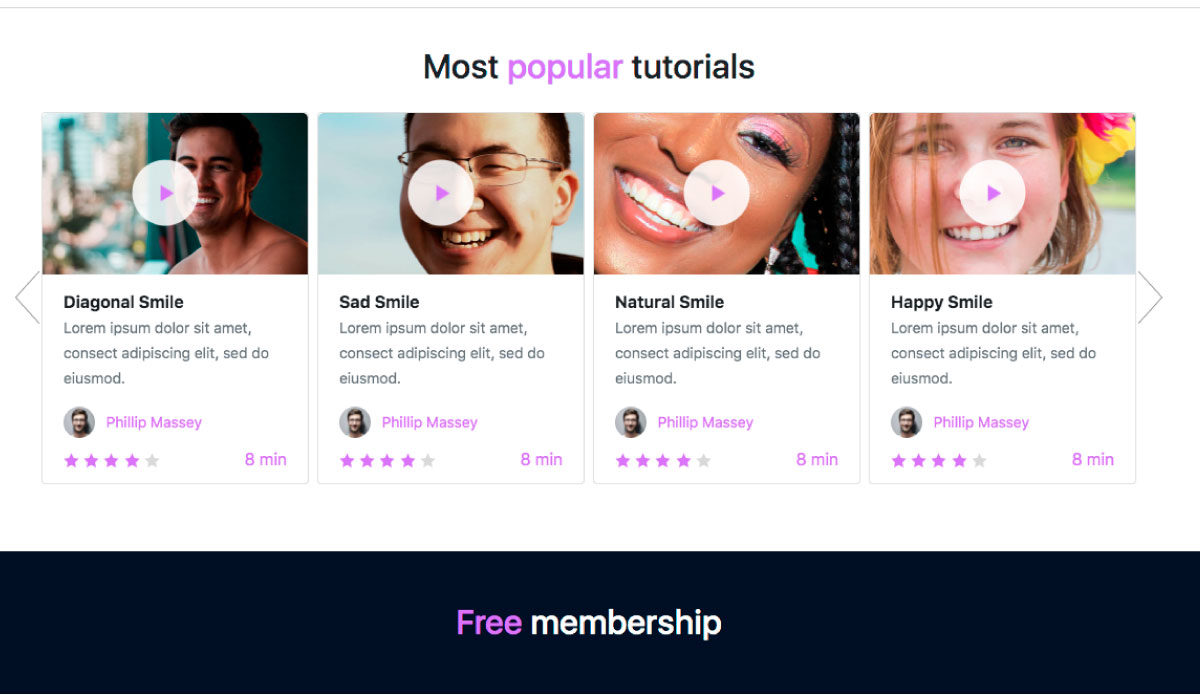 Most popular tutorials
Diagonal Smile
Lorem ipsum dolor sit amet,
consect adipiscing elit, sed do
eiusmod.
Phillip Massey
8 min
Sad Smile
Lorem ipsum dolor sit amet,
consect adipiscing elit, sed do
eiusmod.
Phillip Massey
8 min
Natural Smile
Lorem ipsum dolor sit amet,
consect adipiscing elit, sed do
eiusmod.
Phillip Massey
8 min
Happy Smile
Lorem ipsum dolor sit amet,
consect adipiscing elit, sed do
eiusmod.
Phillip Massey
8 min
Free membership